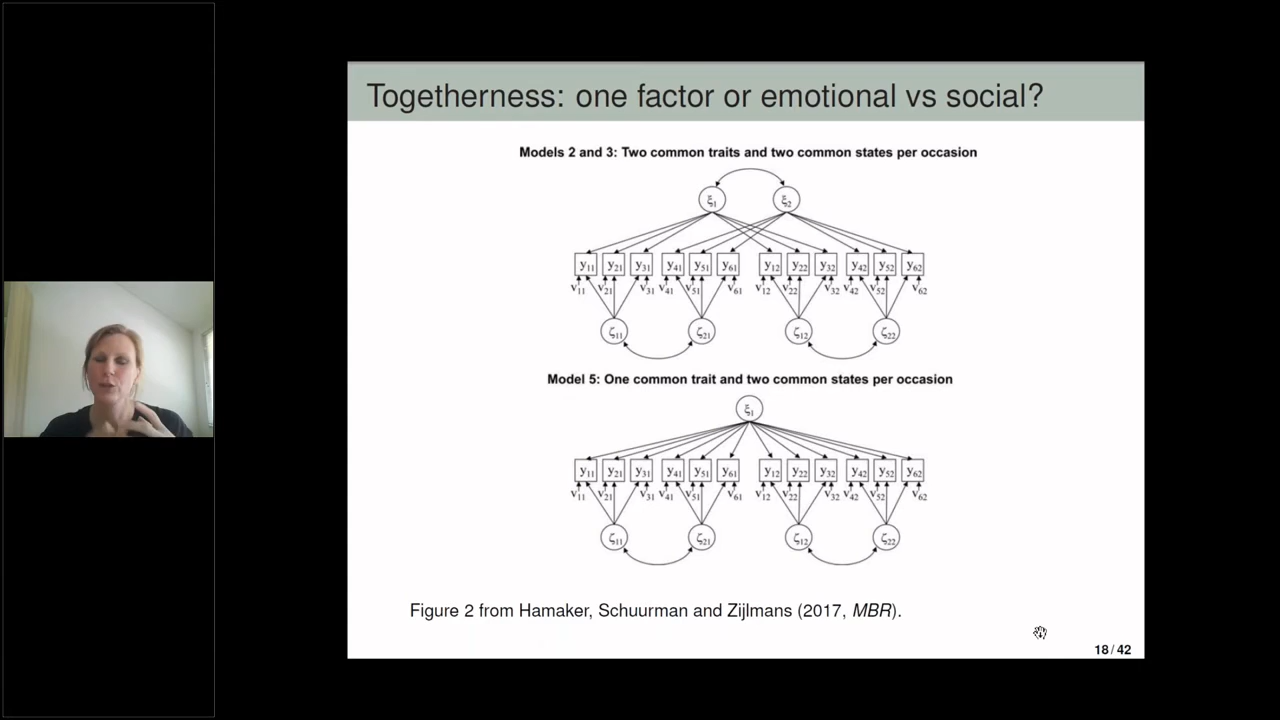 Togetherness: one factor or emotional vs social?
Models 2 and 3: Two common traits and two common states per occasion
ξ₁ ξ₂
y₁₁ y₂₁ y₃₁ y₄₁ y₅₁ y₆₁ y₁₂ y₂₂ y₃₂ y₄₂ y₅₂ y₆₂
v₁₁ v₂₁ v₃₁ v₄₁ v₅₁ v₆₁ v₁₂ v₂₂ v₃₂ v₄₂ v₅₂ v₆₂
ζ₁₁ ζ₂₁ ζ₁₂ ζ₂₂
Model 5: One common trait and two common states per occasion
ξ₁
y₁₁ y₂₁ y₃₁ y₄₁ y₅₁ y₆₁ y₁₂ y₂₂ y₃₂ y₄₂ y₅₂ y₆₂
v₁₁ v₂₁ v₃₁ v₄₁ v₅₁ v₆₁ v₁₂ v₂₂ v₃₂ v₄₂ v₅₂ v₆₂
ζ₁₁ ζ₂₁ ζ₁₂ ζ₂₂
Figure 2 from Hamaker, Schuurman and Zijlmans (2017, MBR).
18 / 42